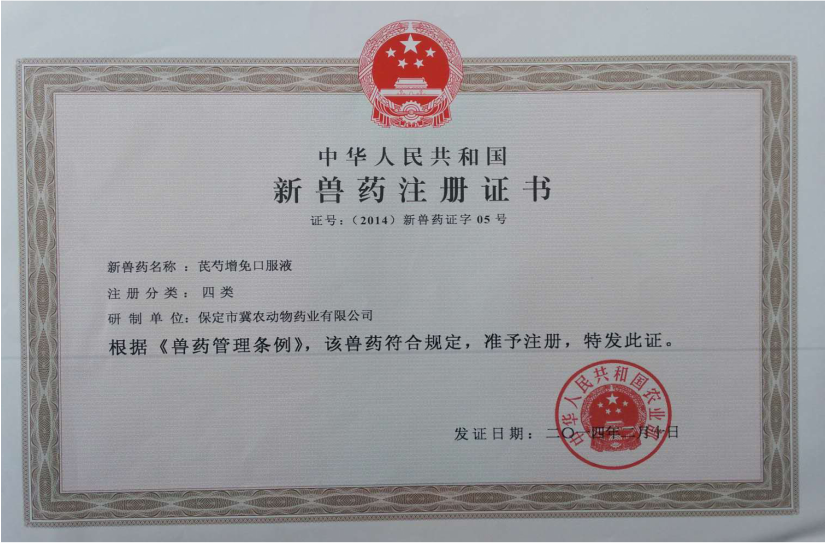 中华人民共和国
新兽药注册证书
证号：（2014）新兽药证字 05 号
新兽药名称：芪芍增免口服液
注册分类：四类
研制单位：保定市冀农动物药业有限公司
根据《兽药管理条例》，该兽药符合规定，准予注册，特发此证。
中华人民共和国农业部
发证日期：二〇一四年二月十日